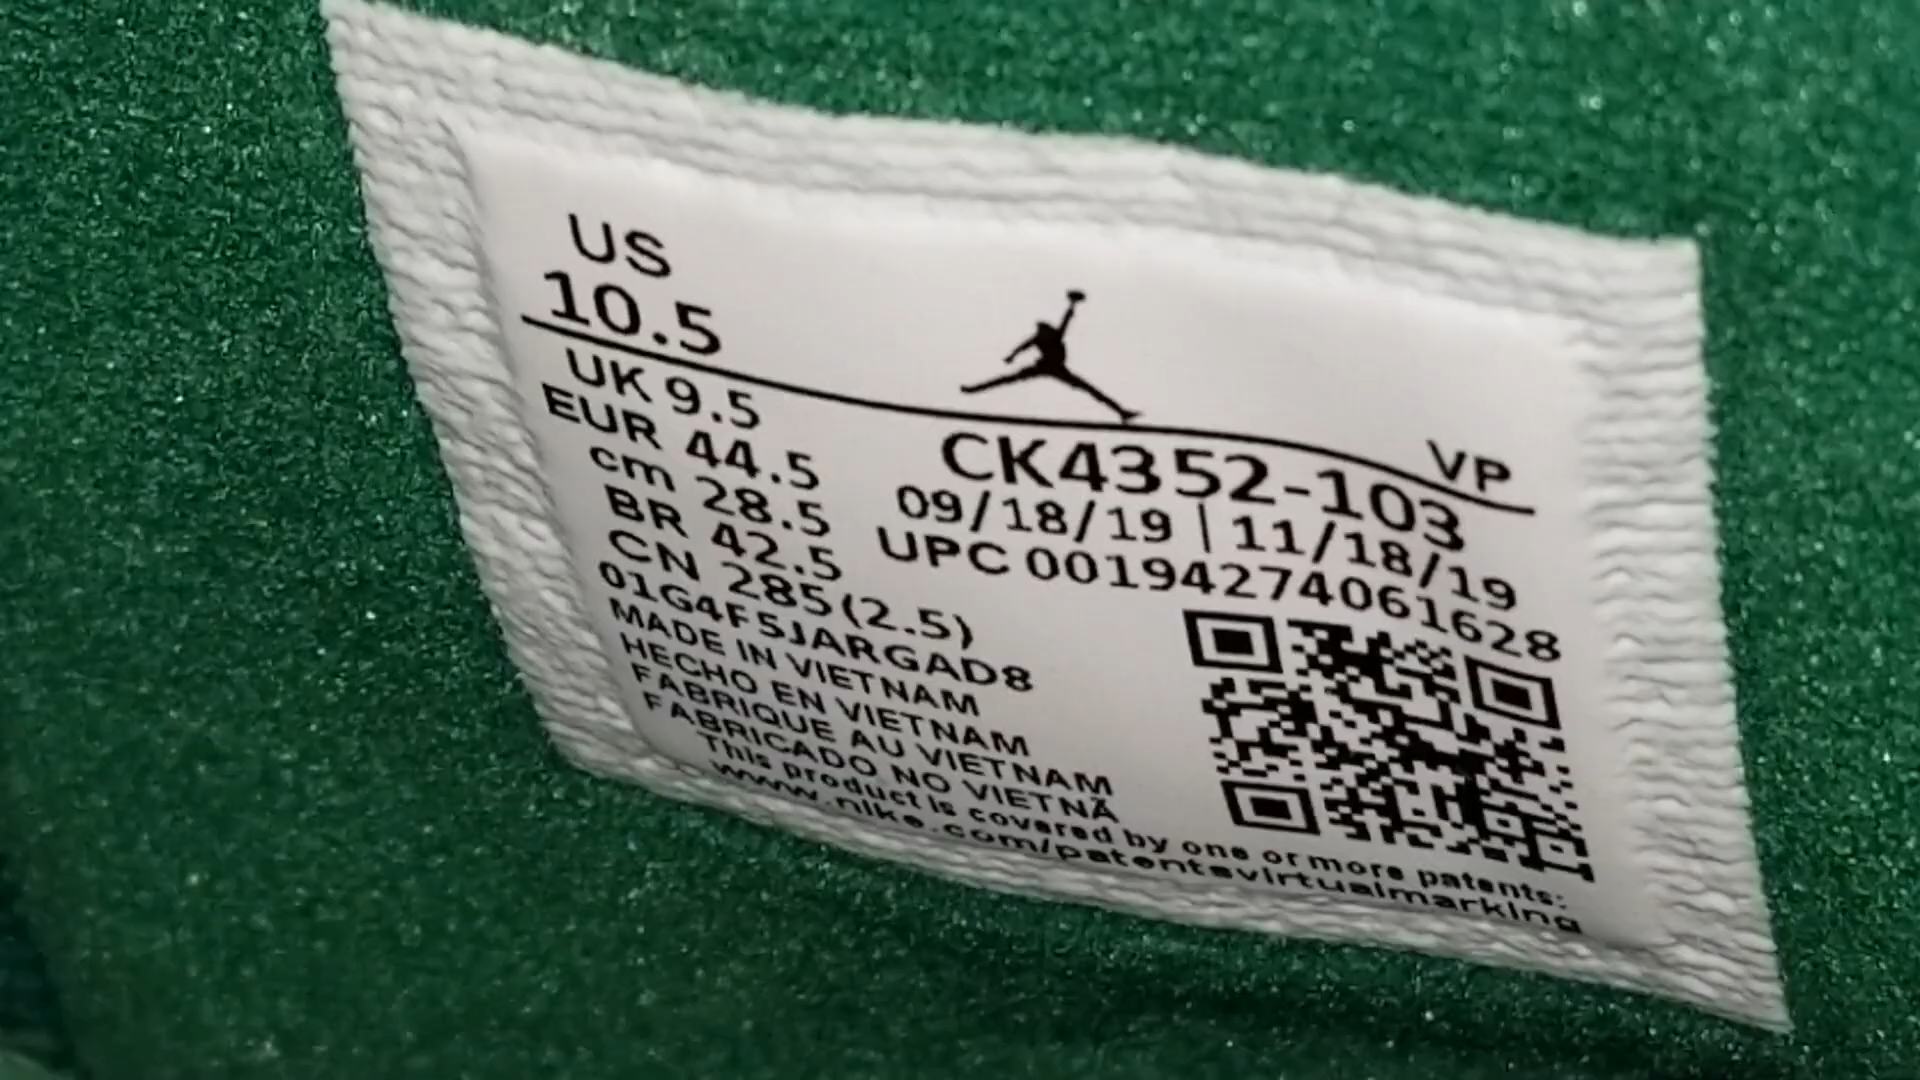 US
10.5
VP
UK 9.5
EUR 44.5
cm 28.5
BR 42.5
CN 285(2.5)
CK4352-103
09/18/19 | 11/18/19
UPC 00194274061628
01G4F5JARGAD8
MADE IN VIETNAM
HECHO EN VIETNAM
FABRIQUE AU VIETNAM
FABRICADO NO VIETNÃ
This product is covered by one or more patents:
www.nike.com/patentsvirtualmarking